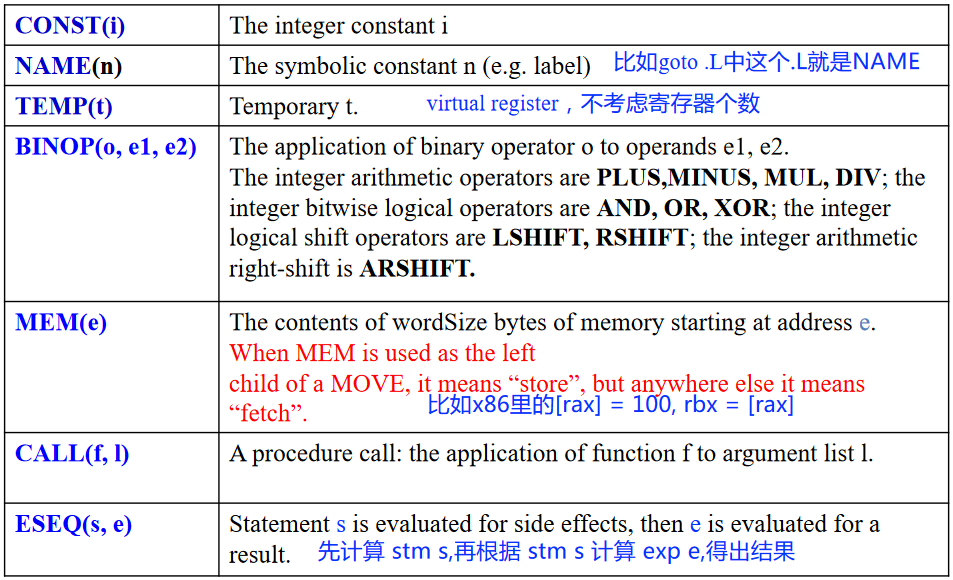 CONST(i) The integer constant i
NAME(n) The symbolic constant n (e.g. label) 比如goto .L中这个.L就是NAME
TEMP(t) Temporary t. virtual register，不考虑寄存器个数
BINOP(o, e1, e2) The application of binary operator o to operands e1, e2.
The integer arithmetic operators are PLUS,MINUS, MUL, DIV; the
integer bitwise logical operators are AND, OR, XOR; the integer
logical shift operators are LSHIFT, RSHIFT; the integer arithmetic
right-shift is ARSHIFT.
MEM(e) The contents of wordSize bytes of memory starting at address e.
When MEM is used as the left
child of a MOVE, it means “store”, but anywhere else it means
“fetch”. 比如x86里的[rax] = 100, rbx = [rax]
CALL(f, l) A procedure call: the application of function f to argument list l.
ESEQ(s, e) Statement s is evaluated for side effects, then e is evaluated for a
result. 先计算 stm s,再根据 stm s 计算 exp e,得出结果